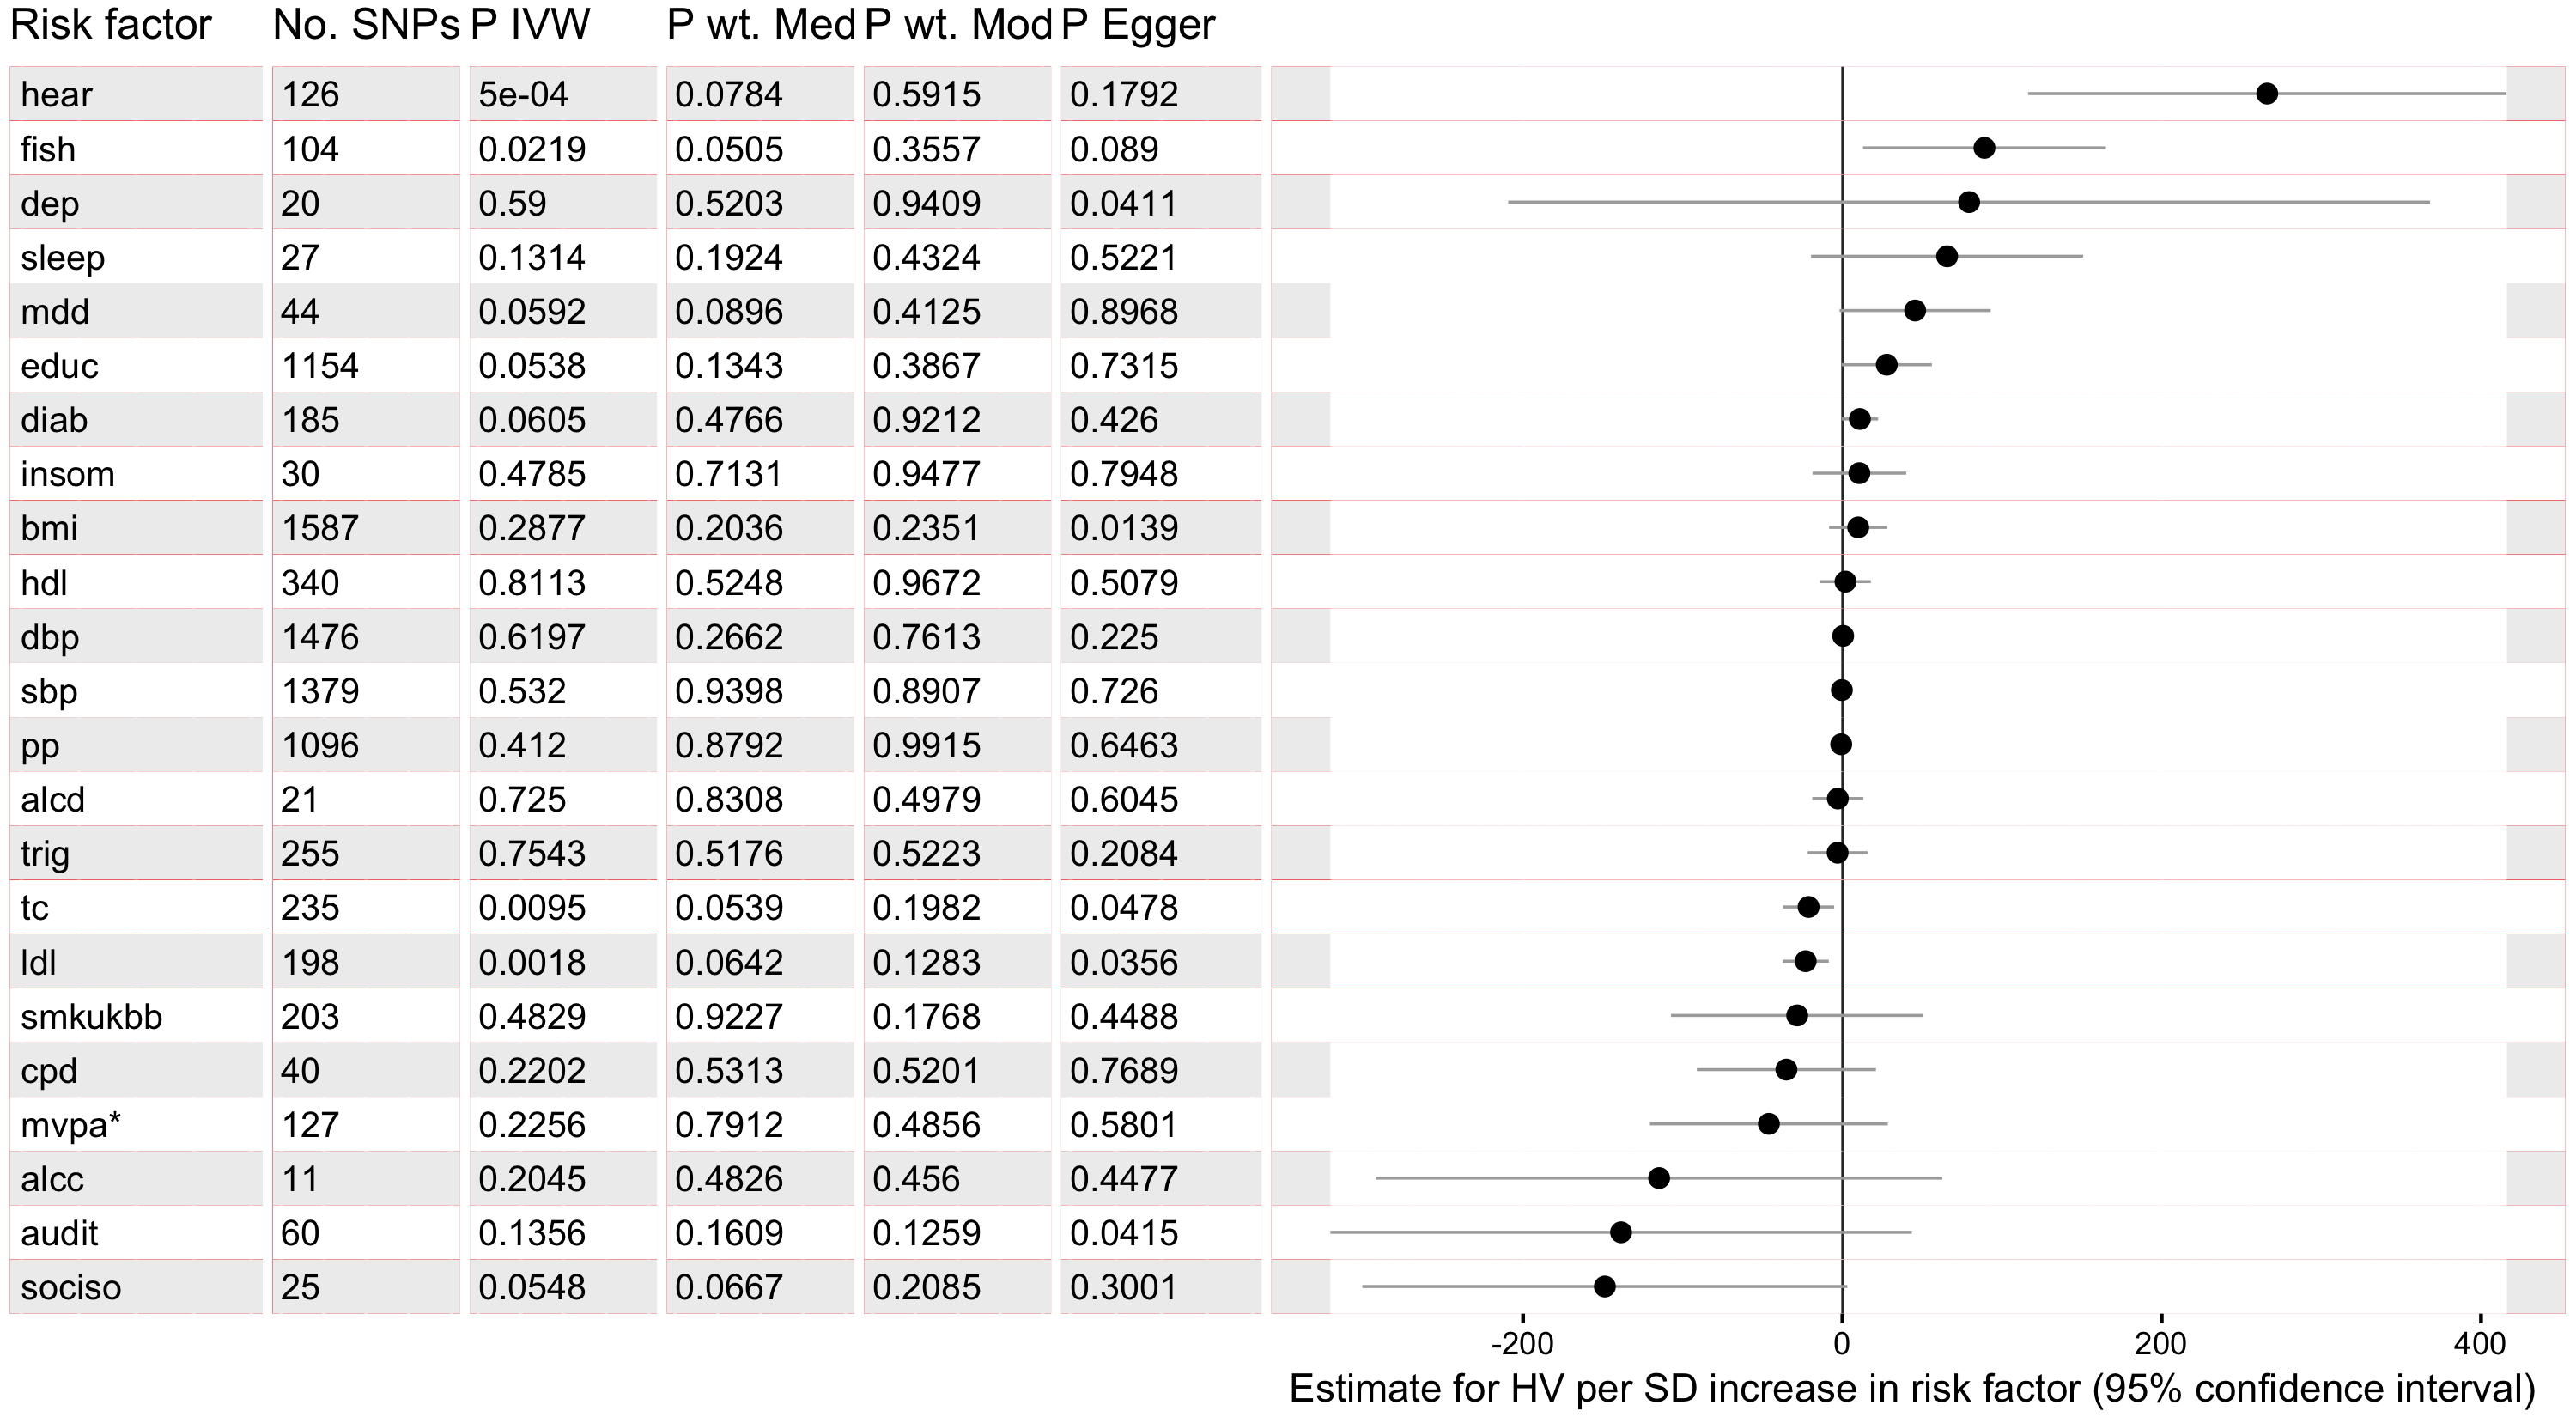 Risk factor No. SNPs P IVW P wt. Med P wt. Mod P Egger
hear 126 5e-04 0.0784 0.5915 0.1792
fish 104 0.0219 0.0505 0.3557 0.089
dep 20 0.59 0.5203 0.9409 0.0411
sleep 27 0.1314 0.1924 0.4324 0.5221
mdd 44 0.0592 0.0896 0.4125 0.8968
educ 1154 0.0538 0.1343 0.3867 0.7315
diab 185 0.0605 0.4766 0.9212 0.426
insom 30 0.4785 0.7131 0.9477 0.7948
bmi 1587 0.2877 0.2036 0.2351 0.0139
hdl 340 0.8113 0.5248 0.9672 0.5079
dbp 1476 0.6197 0.2662 0.7613 0.225
sbp 1379 0.532 0.9398 0.8907 0.726
pp 1096 0.412 0.8792 0.9915 0.6463
alcd 21 0.725 0.8308 0.4979 0.6045
trig 255 0.7543 0.5176 0.5223 0.2084
tc 235 0.0095 0.0539 0.1982 0.0478
ldl 198 0.0018 0.0642 0.1283 0.0356
smkukbb 203 0.4829 0.9227 0.1768 0.4488
cpd 40 0.2202 0.5313 0.5201 0.7689
mvpa* 127 0.2256 0.7912 0.4856 0.5801
alcc 11 0.2045 0.4826 0.456 0.4477
audit 60 0.1356 0.1609 0.1259 0.0415
sociso 25 0.0548 0.0667 0.2085 0.3001
-200 0 200 400
Estimate for HV per SD increase in risk factor (95% confidence interval)